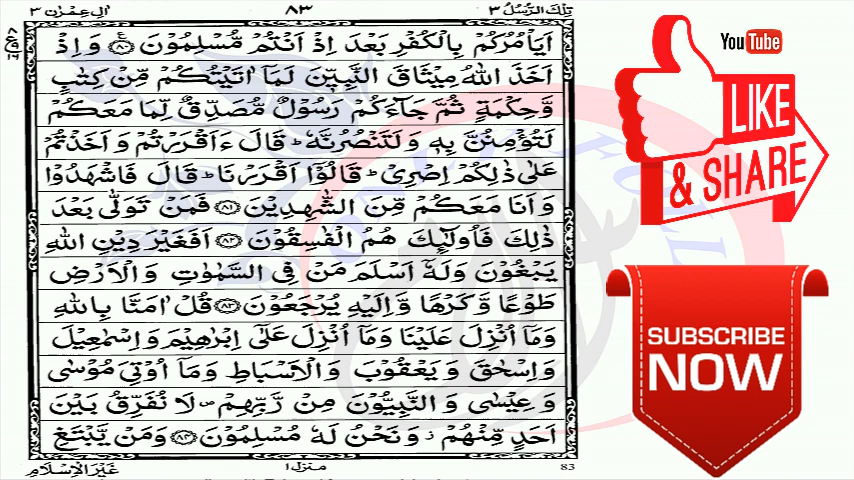 تِلْكَ الرُّسُلُ ٣
٨٣
اٰلِ عِمْرٰن ٣
اَيَاْمُرُكُمْ بِالْكُفْرِ بَعْدَ اِذْ اَنْتُمْ مُّسْلِمُوْنَ ۝٨٠ وَ اِذْ
اَخَذَ اللّٰهُ مِيْثَاقَ النَّبِيّٖنَ لَمَاۤ اٰتَيْتُكُمْ مِّنْ كِتٰبٍ
وَّحِكْمَةٍ ثُمَّ جَآءَكُمْ رَسُوْلٌ مُّصَدِّقٌ لِّمَا مَعَكُمْ
لَتُؤْمِنُنَّ بِهٖ وَلَتَنْصُرُنَّهٗ ؕ قَالَ ءَاَقْرَرْتُمْ وَ اَخَذْتُمْ
عَلٰى ذٰلِكُمْ اِصْرِيْ ؕ قَالُوْۤا اَقْرَرْنَا ؕ قَالَ فَاشْهَدُوْا
وَ اَنَا مَعَكُمْ مِّنَ الشّٰهِدِيْنَ ۝٨١ فَمَنْ تَوَلّٰى بَعْدَ
ذٰلِكَ فَاُولٰٓئِكَ هُمُ الْفٰسِقُوْنَ ۝٨٢ اَفَغَيْرَ دِيْنِ اللّٰهِ
يَبْغُوْنَ وَلَهٗۤ اَسْلَمَ مَنْ فِي السَّمٰوٰتِ وَالْاَرْضِ
طَوْعًا وَّكَرْهًا وَّاِلَيْهِ يُرْجَعُوْنَ ۝٨٣ قُلْ اٰمَنَّا بِاللّٰهِ
وَمَاۤ اُنْزِلَ عَلَيْنَا وَمَاۤ اُنْزِلَ عَلٰۤى اِبْرٰهِيْمَ وَ اِسْمٰعِيْلَ
وَ اِسْحٰقَ وَ يَعْقُوْبَ وَالْاَسْبَاطِ وَمَاۤ اُوْتِيَ مُوْسٰى
وَ عِيْسٰى وَ النَّبِيُّوْنَ مِنْ رَّبِّهِمْ ۪ لَا نُفَرِّقُ بَيْنَ
اَحَدٍ مِّنْهُمْ ؗ وَنَحْنُ لَهٗ مُسْلِمُوْنَ ۝٨٤ وَمَنْ يَّبْتَغِ
غَيْرَ الْاِسْلَامِ
منزل ١
83
YouTube
LIKE
& SHARE
SUBSCRIBE
NOW